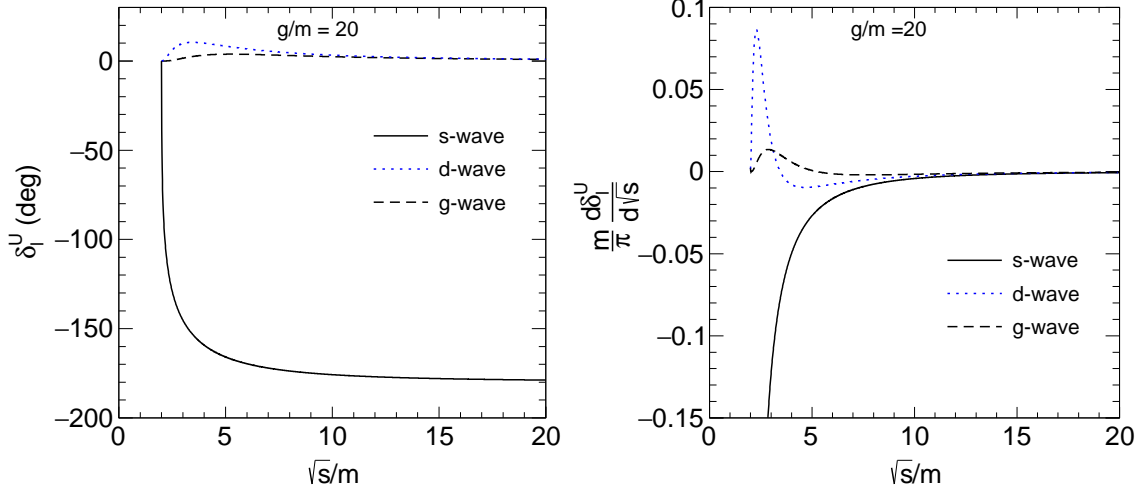 g/m = 20
0
−50
−100
−150
−200
0
5
10
15
20
δ_l^U (deg)
√s/m
s-wave
d-wave
g-wave
g/m =20
0.1
0.05
0
−0.05
−0.1
−0.15
0
5
10
15
20
m/π dδ_l^U/d√s
√s/m
s-wave
d-wave
g-wave